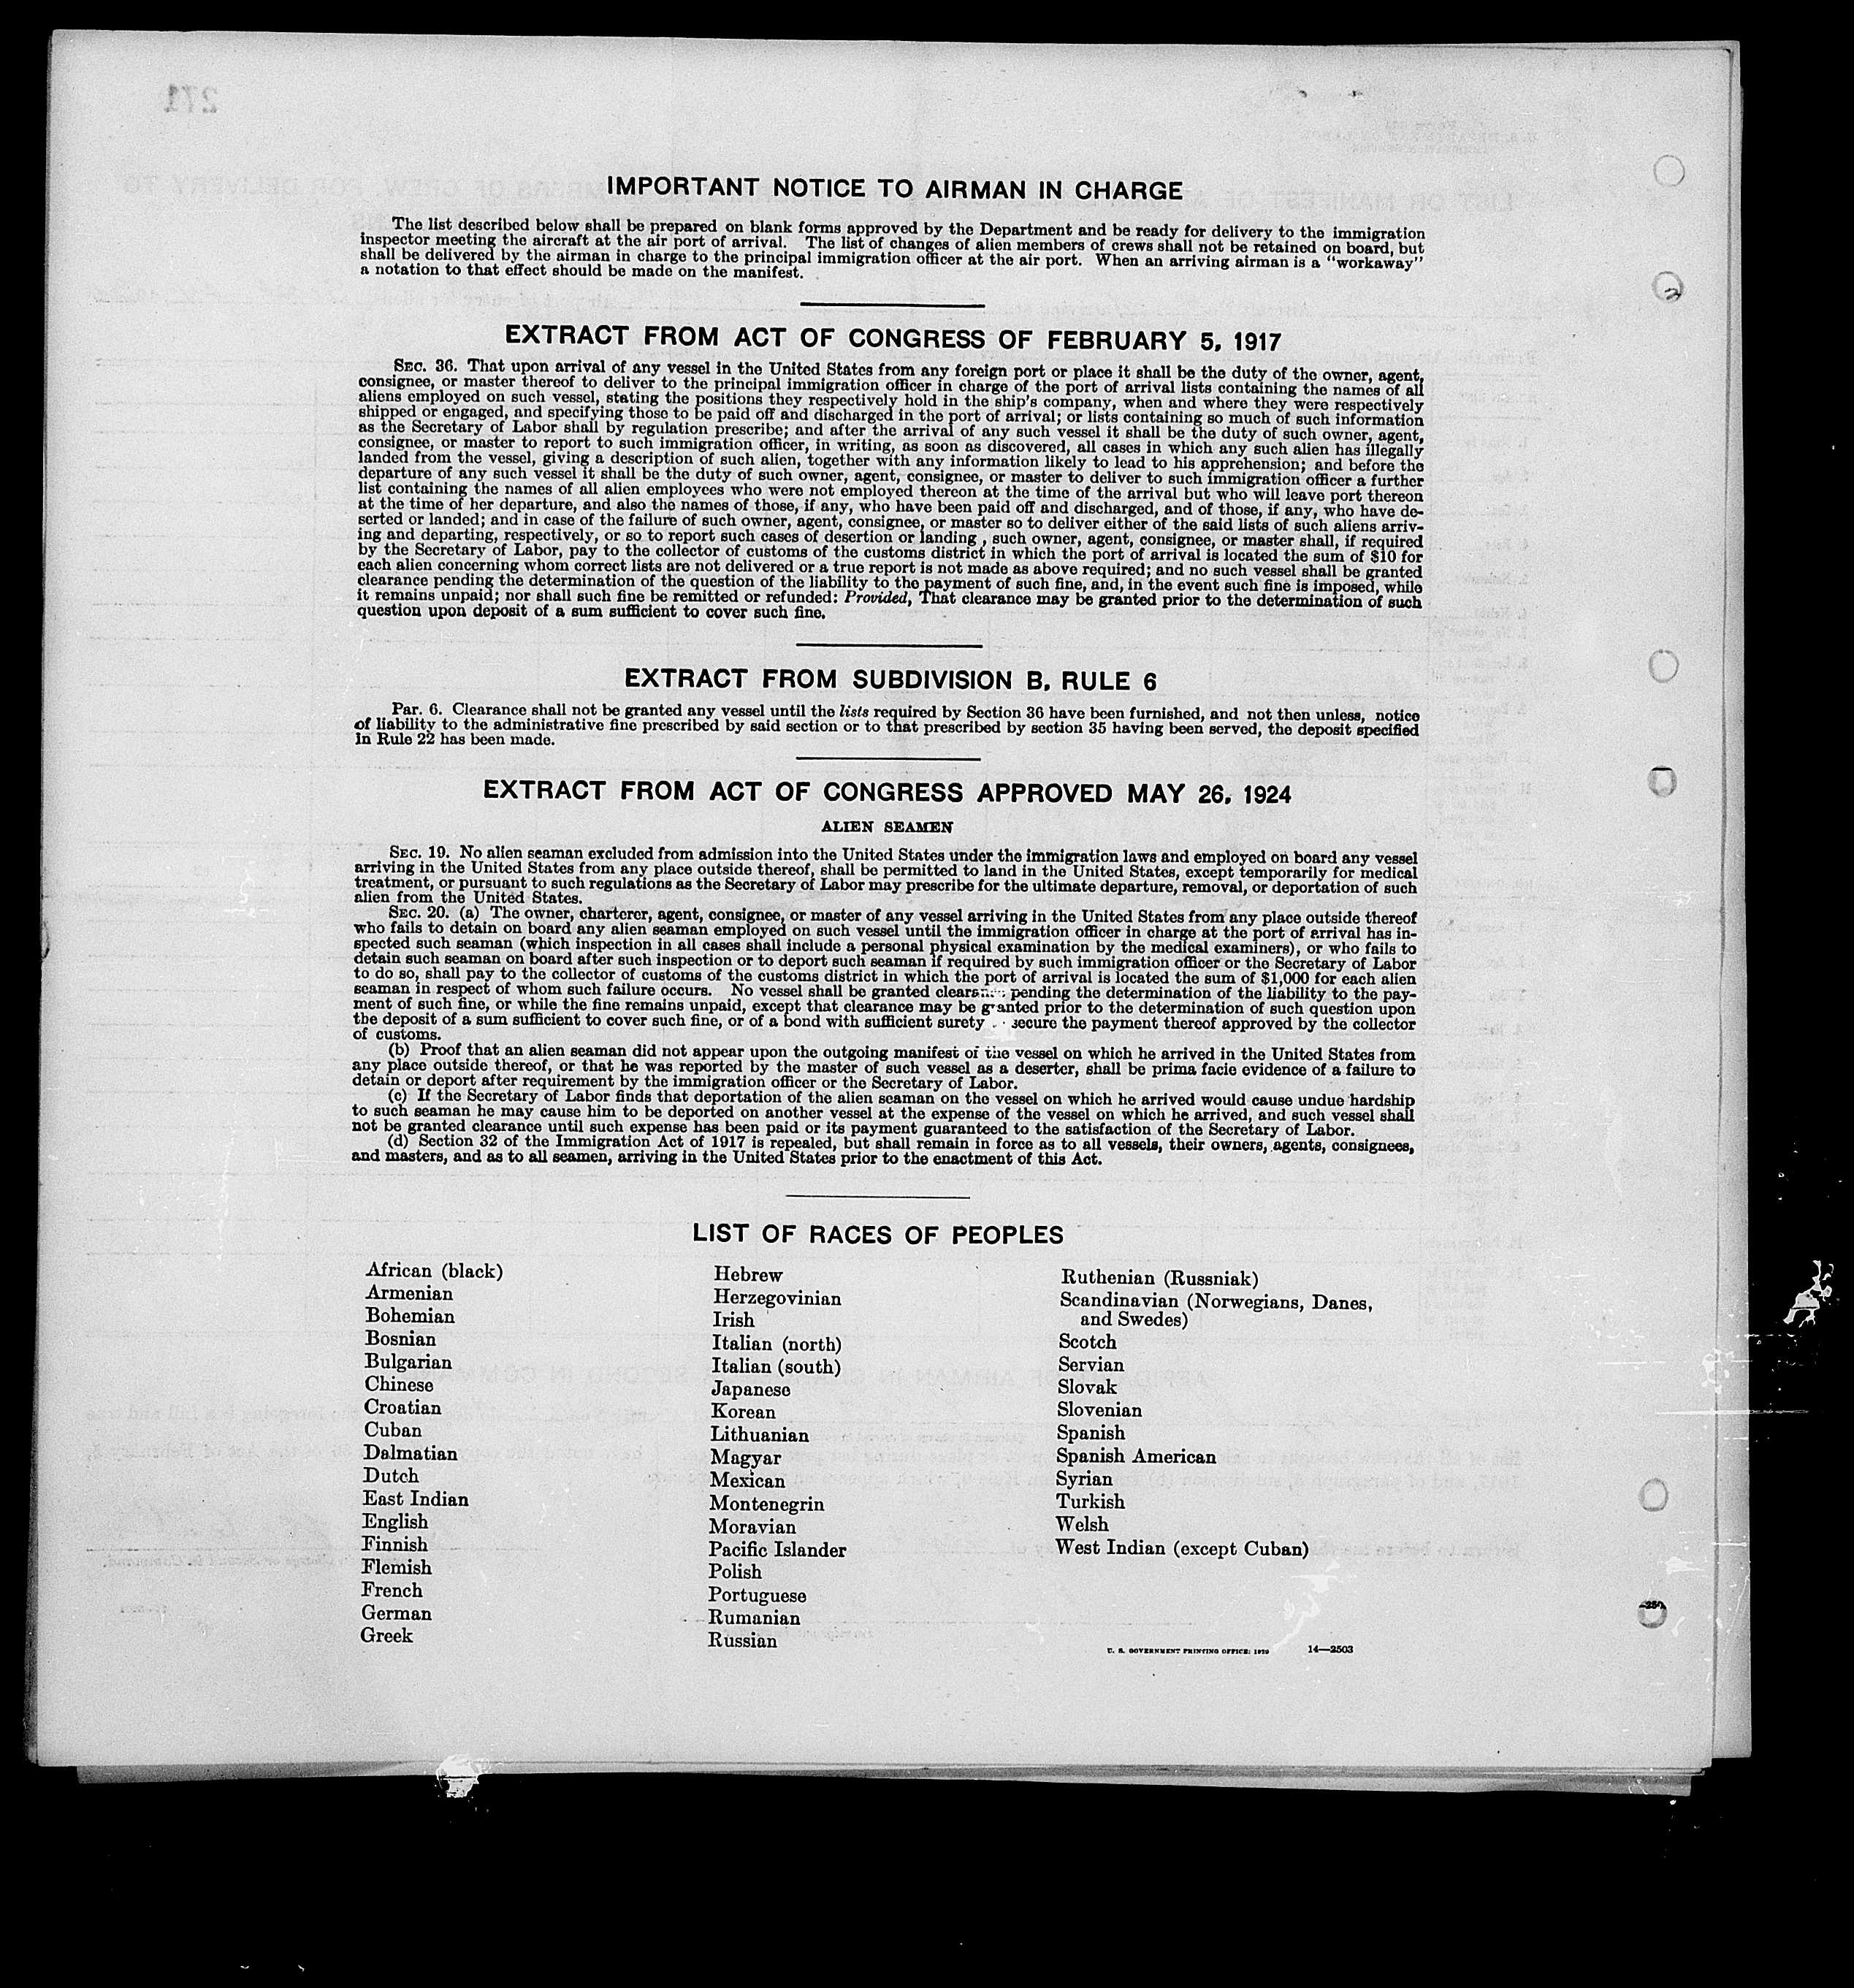 IMPORTANT NOTICE TO AIRMAN IN CHARGE
The list described below shall be prepared on blank forms approved by the Department and be ready for delivery to the immigration
inspector meeting the aircraft at the air port of arrival. The list of changes of alien members of crews shall not be retained on board, but
shall be delivered by the airman in charge to the principal immigration officer at the air port. When an arriving airman is a “workaway”
a notation to that effect should be made on the manifest.
EXTRACT FROM ACT OF CONGRESS OF FEBRUARY 5, 1917
SEC. 36. That upon arrival of any vessel in the United States from any foreign port or place it shall be the duty of the owner, agent,
consignee, or master thereof to deliver to the principal immigration officer in charge of the port of arrival lists containing the names of all
aliens employed on such vessel, stating the positions they respectively hold in the ship's company, when and where they were respectively
shipped or engaged, and specifying those to be paid off and discharged in the port of arrival; or lists containing so much of such information
as the Secretary of Labor shall by regulation prescribe; and after the arrival of any such vessel it shall be the duty of such owner, agent,
consignee, or master to report to such immigration officer, in writing, as soon as discovered, all cases in which any such alien has illegally
landed from the vessel, giving a description of such alien, together with any information likely to lead to his apprehension; and before the
departure of any such vessel it shall be the duty of such owner, agent, consignee, or master to deliver to such immigration officer a further
list containing the names of all alien employees who were not employed thereon at the time of the arrival but who will leave port thereon
at the time of her departure, and also the names of those, if any, who have been paid off and discharged, and of those, if any, who have de-
serted or landed; and in case of the failure of such owner, agent, consignee, or master so to deliver either of the said lists of such aliens arriv-
ing and departing, respectively, or so to report such cases of desertion or landing , such owner, agent, consignee, or master shall, if required
by the Secretary of Labor, pay to the collector of customs of the customs district in which the port of arrival is located the sum of $10 for
each alien concerning whom correct lists are not delivered or a true report is not made as above required; and no such vessel shall be granted
clearance pending the determination of the question of the liability to the payment of such fine, and, in the event such fine is imposed, while
it remains unpaid; nor shall such fine be remitted or refunded: Provided, That clearance may be granted prior to the determination of such
question upon deposit of a sum sufficient to cover such fine.
EXTRACT FROM SUBDIVISION B, RULE 6
Par. 6. Clearance shall not be granted any vessel until the lists required by Section 36 have been furnished, and not then unless, notice
of liability to the administrative fine prescribed by said section or to that prescribed by section 35 having been served, the deposit specified
in Rule 22 has been made.
EXTRACT FROM ACT OF CONGRESS APPROVED MAY 26, 1924
ALIEN SEAMEN
SEC. 19. No alien seaman excluded from admission into the United States under the immigration laws and employed on board any vessel
arriving in the United States from any place outside thereof, shall be permitted to land in the United States, except temporarily for medical
treatment, or pursuant to such regulations as the Secretary of Labor may prescribe for the ultimate departure, removal, or deportation of such
alien from the United States.
SEC. 20. (a) The owner, charterer, agent, consignee, or master of any vessel arriving in the United States from any place outside thereof
who fails to detain on board any alien seaman employed on such vessel until the immigration officer in charge at the port of arrival has in-
spected such seaman (which inspection in all cases shall include a personal physical examination by the medical examiners), or who fails to
detain such seaman on board after such inspection or to deport such seaman if required by such immigration officer or the Secretary of Labor
to do so, shall pay to the collector of customs of the customs district in which the port of arrival is located the sum of $1,000 for each alien
seaman in respect of whom such failure occurs. No vessel shall be granted clearance pending the determination of the liability to the pay-
ment of such fine, or while the fine remains unpaid, except that clearance may be granted prior to the determination of such question upon
the deposit of a sum sufficient to cover such fine, or of a bond with sufficient surety secure the payment thereof approved by the collector
of customs.
(b) Proof that an alien seaman did not appear upon the outgoing manifest of the vessel on which he arrived in the United States from
any place outside thereof, or that he was reported by the master of such vessel as a deserter, shall be prima facie evidence of a failure to
detain or deport after requirement by the immigration officer or the Secretary of Labor.
(c) If the Secretary of Labor finds that deportation of the alien seaman on the vessel on which he arrived would cause undue hardship
to such seaman he may cause him to be deported on another vessel at the expense of the vessel on which he arrived, and such vessel shall
not be granted clearance until such expense has been paid or its payment guaranteed to the satisfaction of the Secretary of Labor.
(d) Section 32 of the Immigration Act of 1917 is repealed, but shall remain in force as to all vessels, their owners, agents, consignees,
and masters, and as to all seamen, arriving in the United States prior to the enactment of this Act.
LIST OF RACES OF PEOPLES
African (black)
Armenian
Bohemian
Bosnian
Bulgarian
Chinese
Croatian
Cuban
Dalmatian
Dutch
East Indian
English
Finnish
Flemish
French
German
Greek
Hebrew
Herzegovinian
Irish
Italian (north)
Italian (south)
Japanese
Korean
Lithuanian
Magyar
Mexican
Montenegrin
Moravian
Pacific Islander
Polish
Portuguese
Rumanian
Russian
Ruthenian (Russniak)
Scandinavian (Norwegians, Danes,
and Swedes)
Scotch
Servian
Slovak
Slovenian
Spanish
Spanish American
Syrian
Turkish
Welsh
West Indian (except Cuban)
U. S. GOVERNMENT PRINTING OFFICE: 14—2503